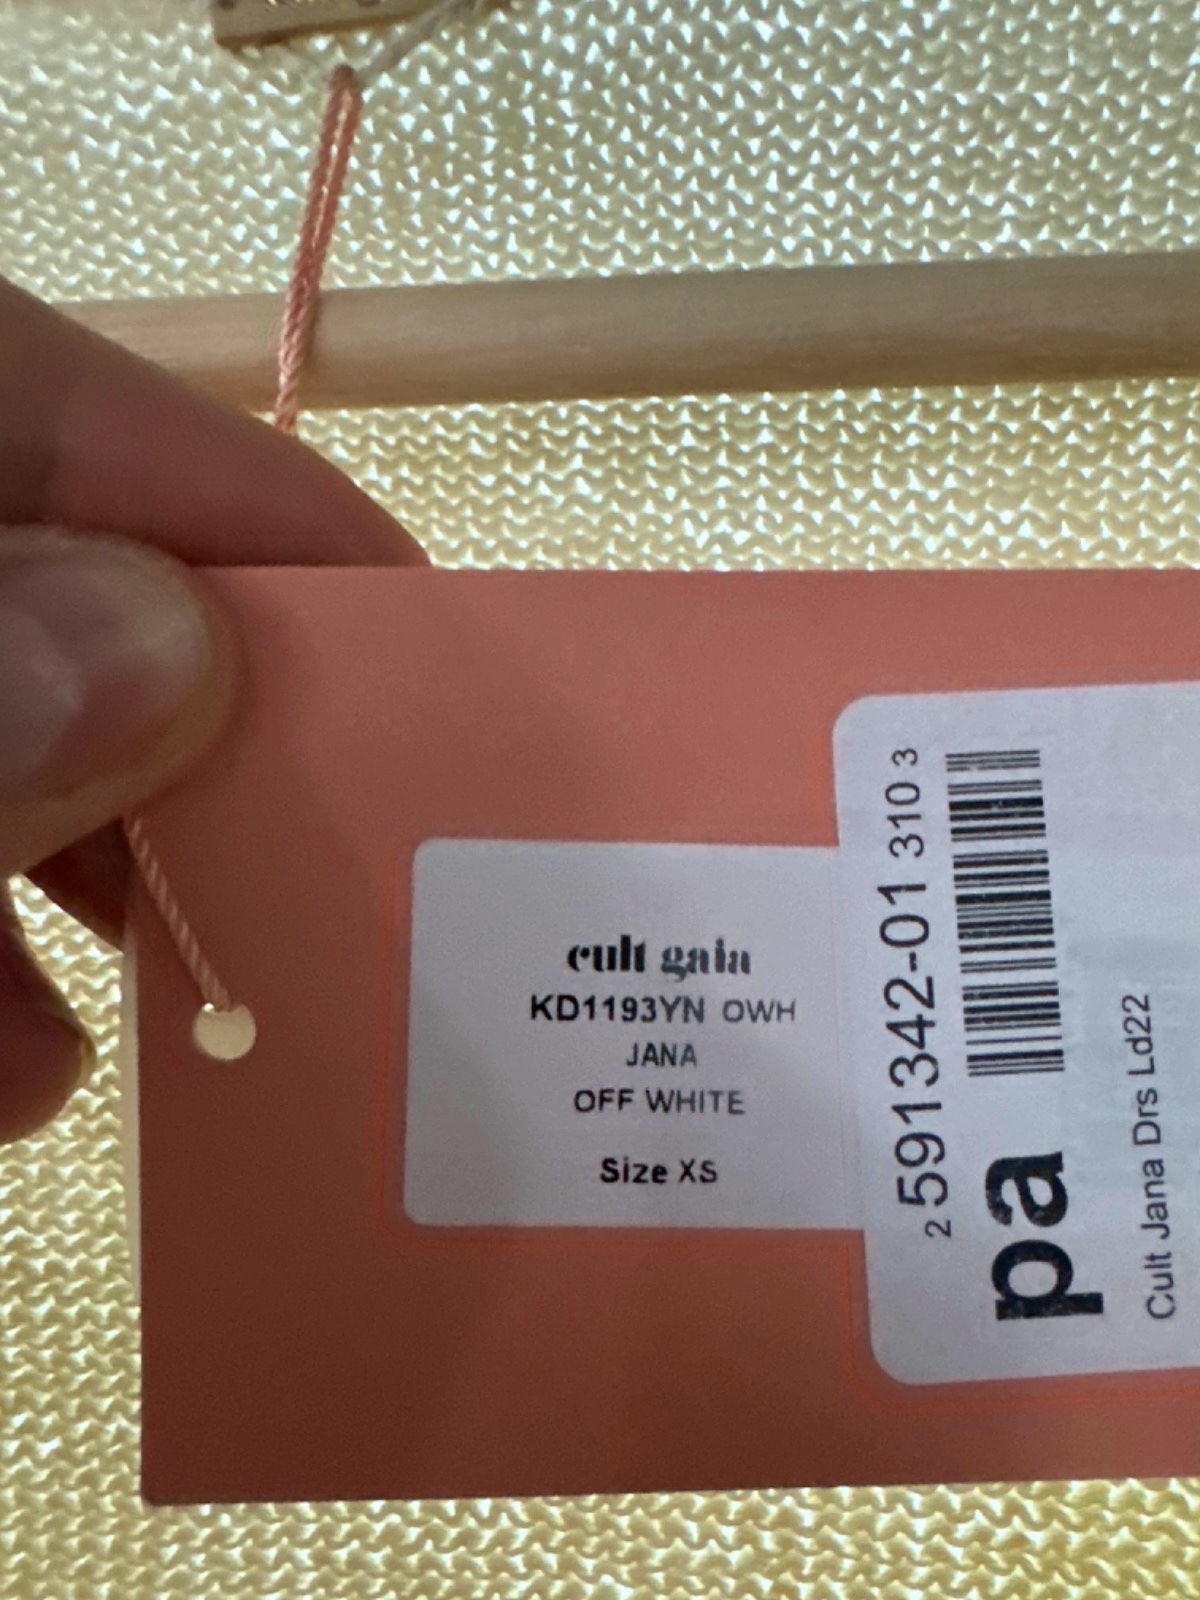 cult gaia
KD1193YN OWH
JANA
OFF WHITE
Size XS
2 591342-01 310 3
pa
Cult Jana Drs Ld22